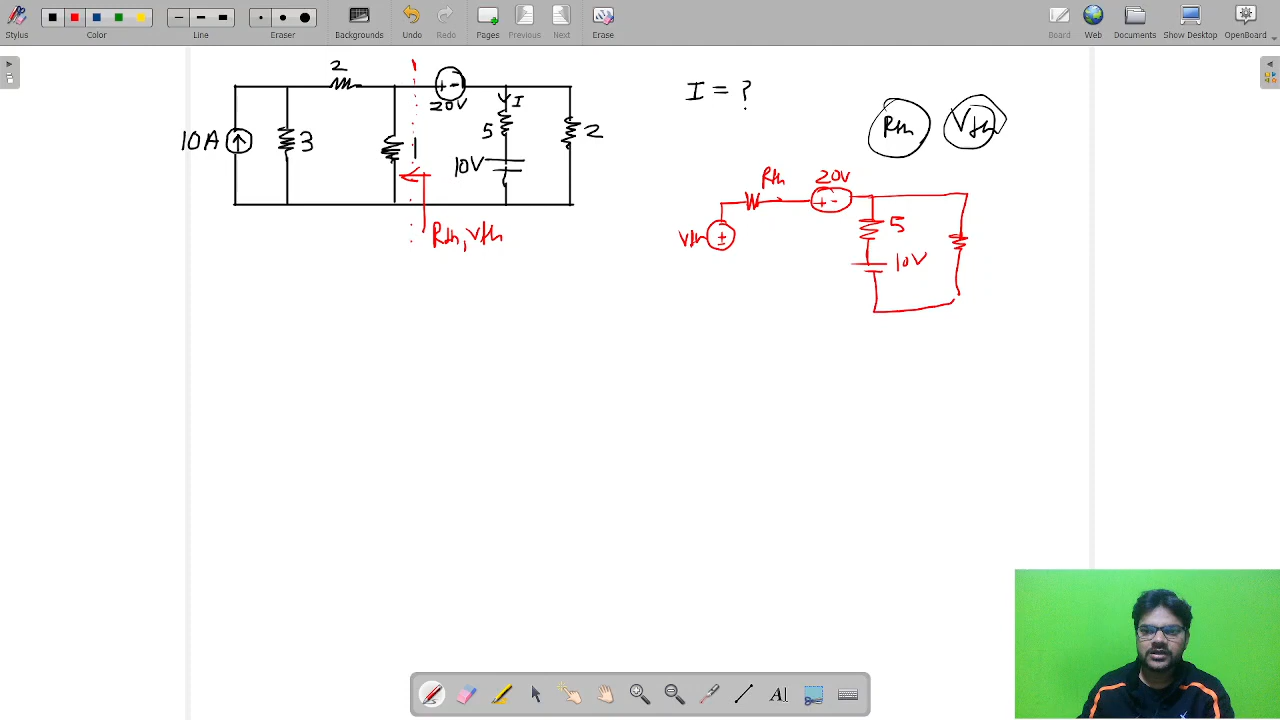 Stylus
Color
Line
Eraser
Backgrounds
Undo
Redo
Pages
Previous
Next
Erase
Board
Web
Documents
Show Desktop
OpenBoard
2
+ -
20V
I
10A
3
1
5
10V
2
Rth, Vth
I = ?
Rth
Vth
Rth
20V
+ -
Vth
±
5
10V
AI